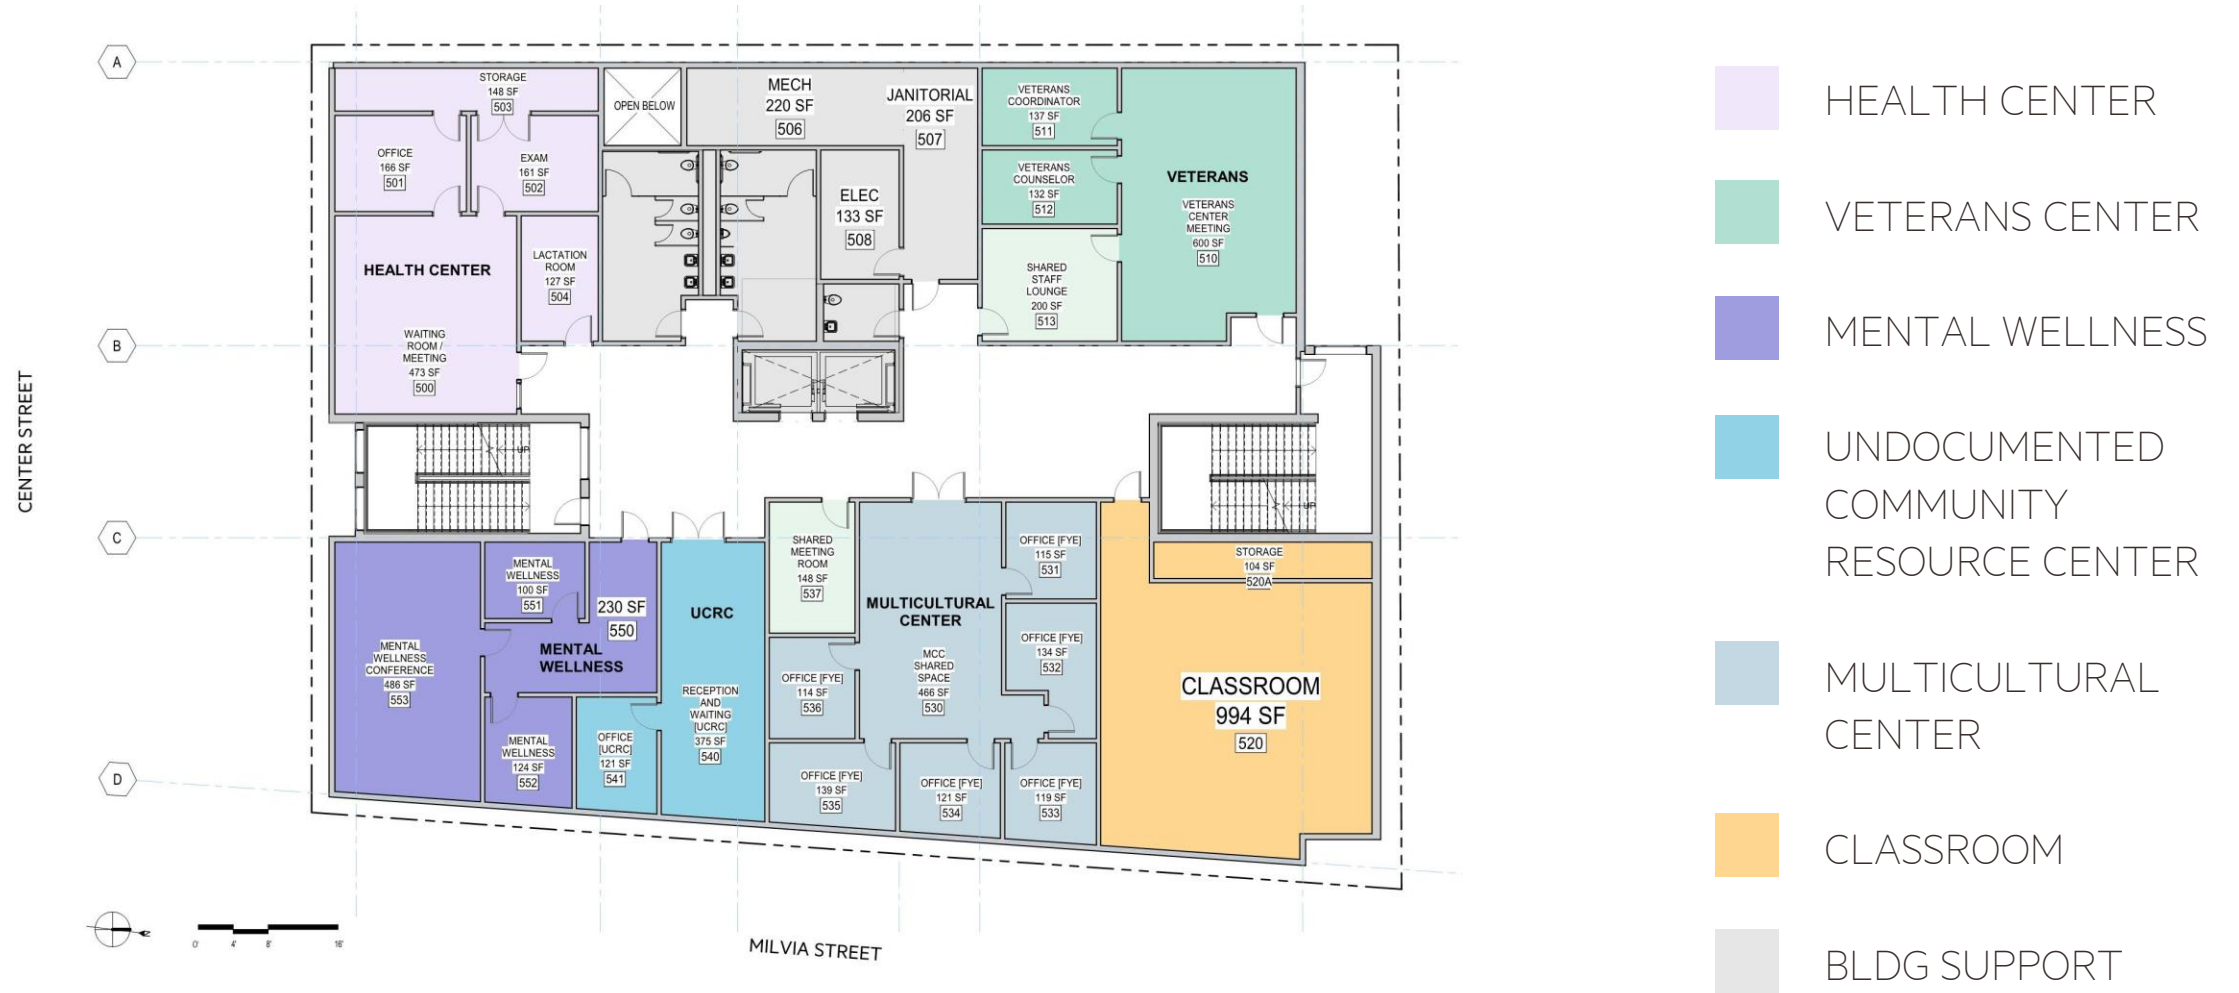 A
B
C
D
CENTER STREET
MILVIA STREET
STORAGE
148 SF
503
OFFICE
166 SF
501
EXAM
161 SF
502
HEALTH CENTER
LACTATION
ROOM
127 SF
504
WAITING
ROOM /
MEETING
473 SF
500
OPEN BELOW
MECH
220 SF
506
JANITORIAL
206 SF
507
ELEC
133 SF
508
VETERANS
COORDINATOR
137 SF
511
VETERANS
COUNSELOR
132 SF
512
SHARED
STAFF
LOUNGE
200 SF
513
VETERANS
VETERANS
CENTER
MEETING
600 SF
510
UP
UP
MENTAL
WELLNESS
100 SF
551
230 SF
550
MENTAL
WELLNESS
MENTAL
WELLNESS
CONFERENCE
486 SF
553
MENTAL
WELLNESS
124 SF
552
UCRC
RECEPTION
AND
WAITING
[UCRC]
375 SF
540
OFFICE
[UCRC]
121 SF
541
SHARED
MEETING
ROOM
148 SF
537
MULTICULTURAL
CENTER
MCC
SHARED
SPACE
466 SF
530
OFFICE [FYE]
115 SF
531
OFFICE [FYE]
134 SF
532
OFFICE [FYE]
114 SF
536
OFFICE [FYE]
139 SF
535
OFFICE [FYE]
121 SF
534
OFFICE [FYE]
119 SF
533
STORAGE
104 SF
520A
CLASSROOM
994 SF
520
0'
4'
8'
16'
HEALTH CENTER
VETERANS CENTER
MENTAL WELLNESS
UNDOCUMENTED
COMMUNITY
RESOURCE CENTER
MULTICULTURAL
CENTER
CLASSROOM
BLDG SUPPORT